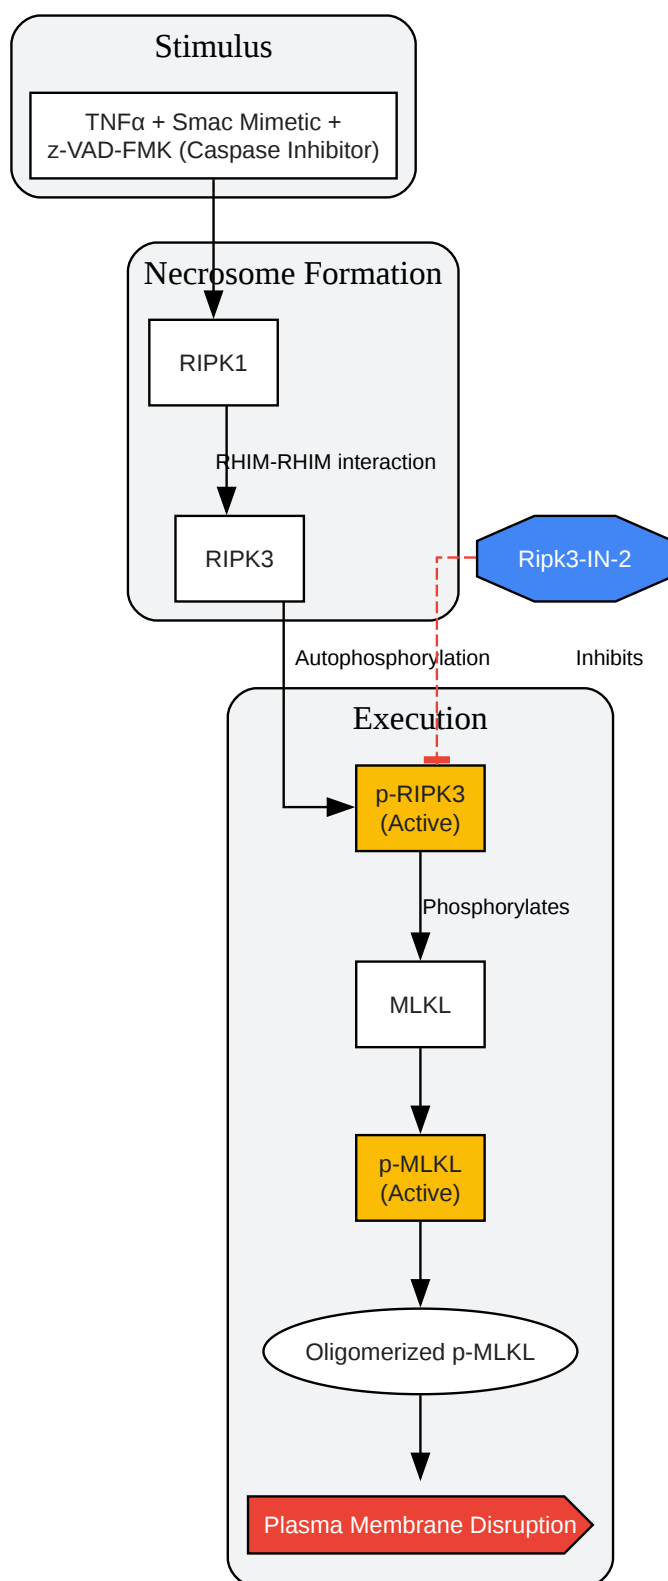 Stimulus
TNFα + Smac Mimetic +
z-VAD-FMK (Caspase Inhibitor)
Necrosome Formation
RIPK1
RHIM-RHIM interaction
RIPK3
Ripk3-IN-2
Autophosphorylation
Inhibits
Execution
p-RIPK3
(Active)
Phosphorylates
MLKL
p-MLKL
(Active)
Oligomerized p-MLKL
Plasma Membrane Disruption